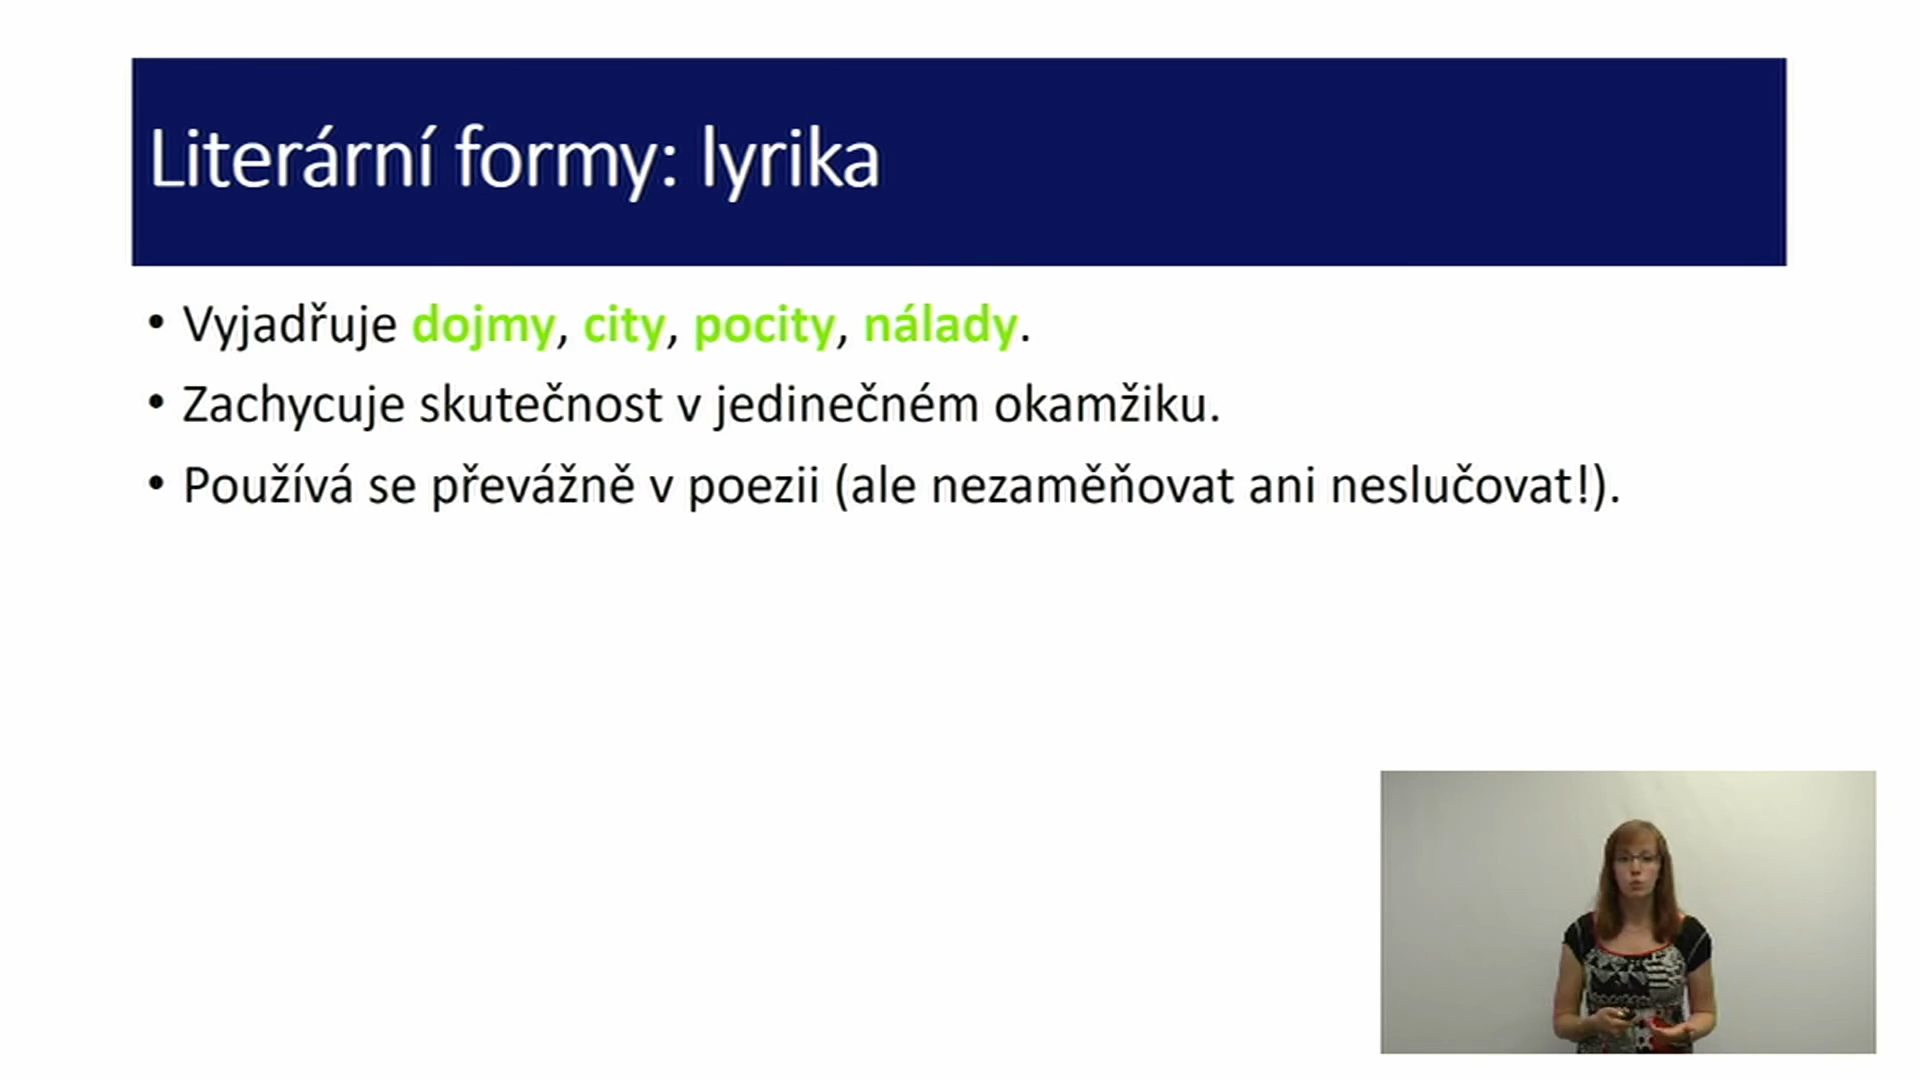 Literární formy: lyrika
• Vyjadřuje dojmy, city, pocity, nálady.
• Zachycuje skutečnost v jedinečném okamžiku.
• Používá se převážně v poezii (ale nezaměňovat ani neslučovat!).